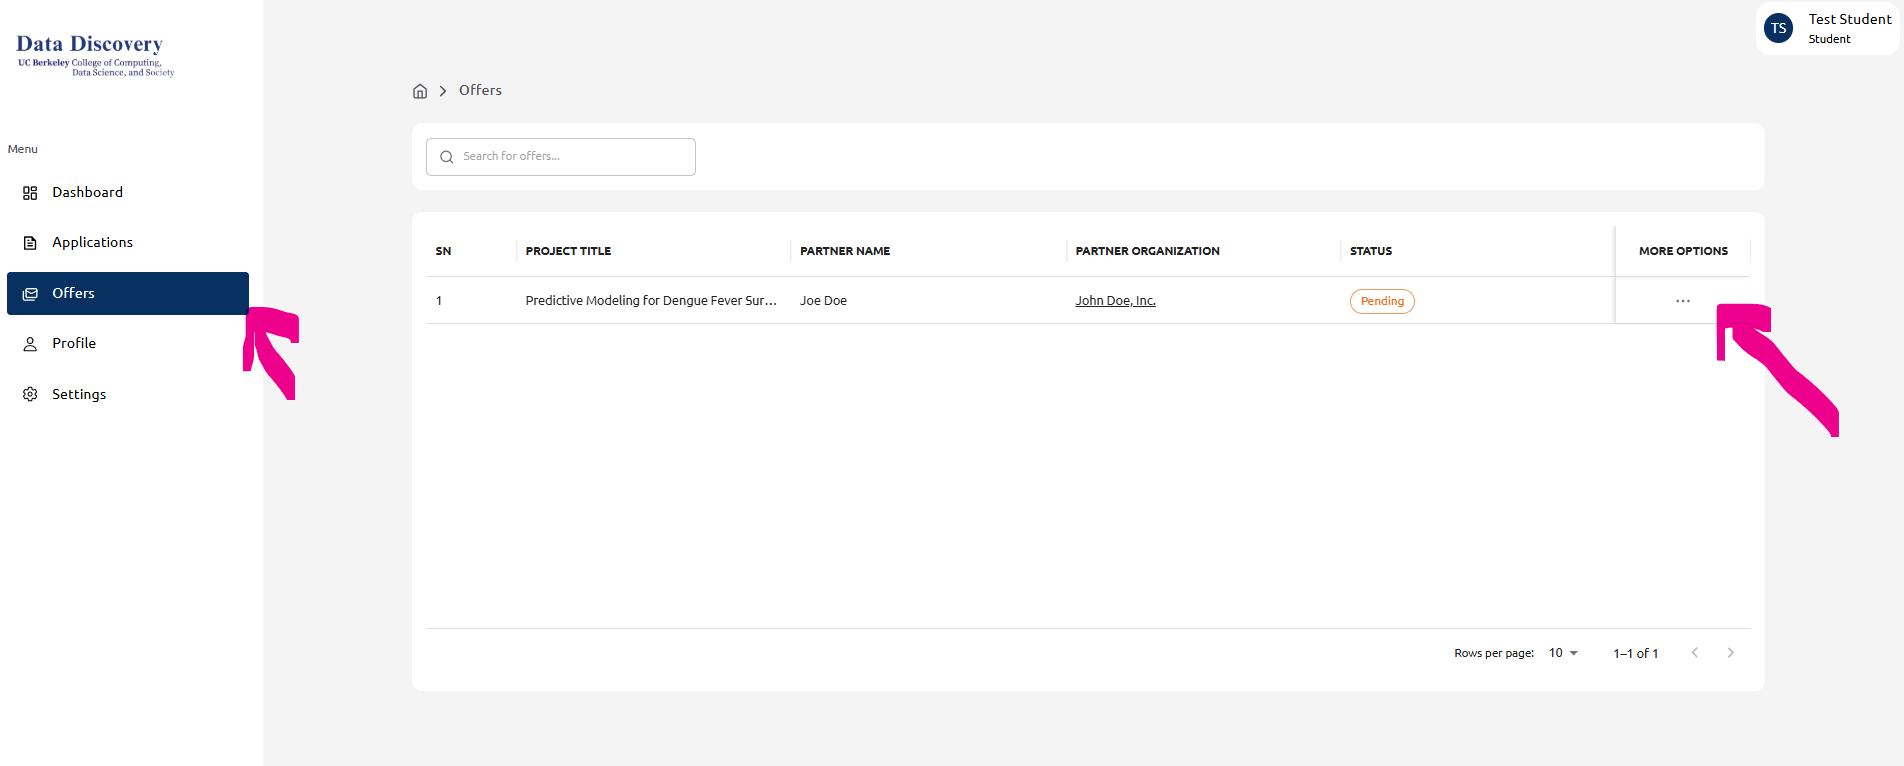 Data Discovery
UC Berkeley College of Computing,
Data Science, and Society
TS
Test Student
Student
Offers
Menu
Dashboard
Applications
Offers
Profile
Settings
Search for offers...
SN PROJECT TITLE PARTNER NAME PARTNER ORGANIZATION STATUS MORE OPTIONS
1 Predictive Modeling for Dengue Fever Sur... Joe Doe John Doe, Inc. Pending ...
Rows per page: 10 1–1 of 1